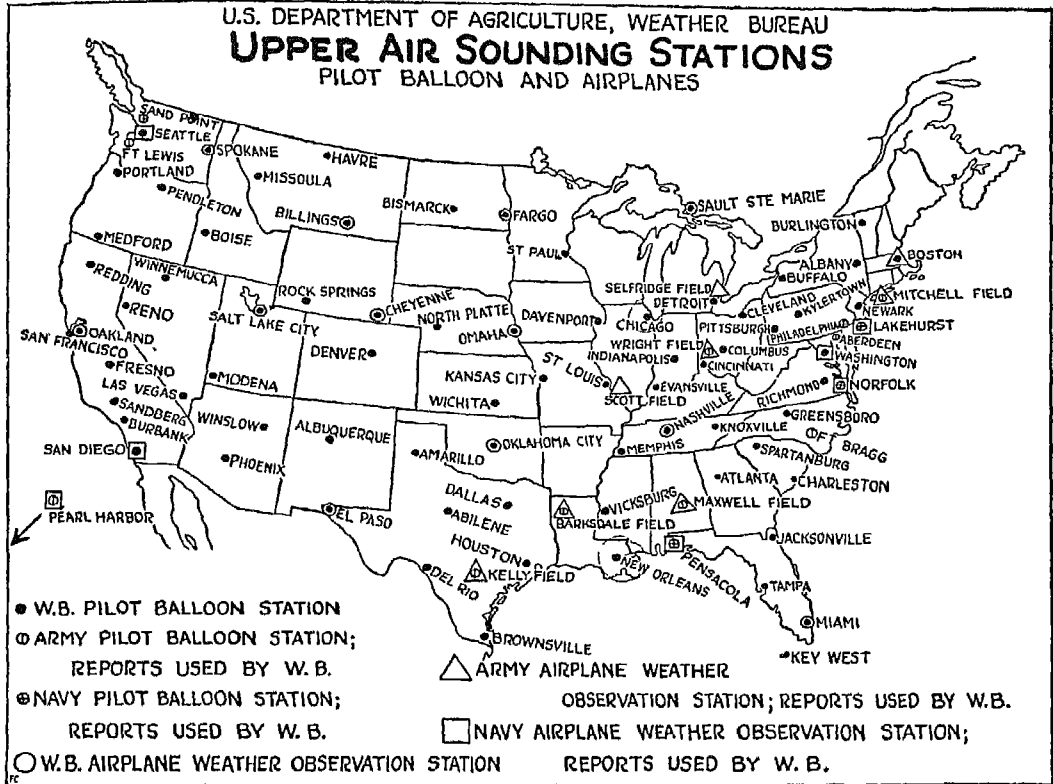 U.S. DEPARTMENT OF AGRICULTURE, WEATHER BUREAU
UPPER AIR SOUNDING STATIONS
PILOT BALLOON AND AIRPLANES
SAND POINT
SEATTLE
FT LEWIS
SPOKANE
PORTLAND
PENDLETON
HAVRE
MISSOULA
BILLINGS
BISMARCK
FARGO
SAULT STE MARIE
BURLINGTON
MEDFORD
BOISE
ST PAUL
ALBANY
BOSTON
BUFFALO
REDDING
WINNEMUCCA
ROCK SPRINGS
CHEYENNE
SELFRIDGE FIELD
DETROIT
CLEVELAND
KYLERTOWN
MITCHELL FIELD
NEWARK
RENO
SALT LAKE CITY
NORTH PLATTE
OMAHA
DAVENPORT
CHICAGO
PITTSBURGH
PHILADELPHIA
LAKEHURST
OAKLAND
SAN FRANCISCO
DENVER
WRIGHT FIELD
INDIANAPOLIS
COLUMBUS
ABERDEEN
WASHINGTON
FRESNO
MODENA
KANSAS CITY
ST LOUIS
CINCINNATI
LAS VEGAS
WICHITA
SCOTT FIELD
EVANSVILLE
RICHMOND
NORFOLK
SANDBERG
BURBANK
WINSLOW
ALBUQUERQUE
NASHVILLE
KNOXVILLE
GREENSBORO
SAN DIEGO
PHOENIX
AMARILLO
OKLAHOMA CITY
MEMPHIS
FT BRAGG
SPARTANBURG
ATLANTA
CHARLESTON
PEARL HARBOR
EL PASO
DALLAS
ABILENE
VICKSBURG
BARKSDALE FIELD
MAXWELL FIELD
JACKSONVILLE
HOUSTON
DEL RIO
KELLY FIELD
NEW ORLEANS
PENSACOLA
TAMPA
MIAMI
BROWNSVILLE
KEY WEST
W.B. PILOT BALLOON STATION
ARMY PILOT BALLOON STATION;
REPORTS USED BY W.B.
NAVY PILOT BALLOON STATION;
REPORTS USED BY W.B.
W.B. AIRPLANE WEATHER OBSERVATION STATION
ARMY AIRPLANE WEATHER
OBSERVATION STATION; REPORTS USED BY W.B.
NAVY AIRPLANE WEATHER OBSERVATION STATION;
REPORTS USED BY W.B.
FC